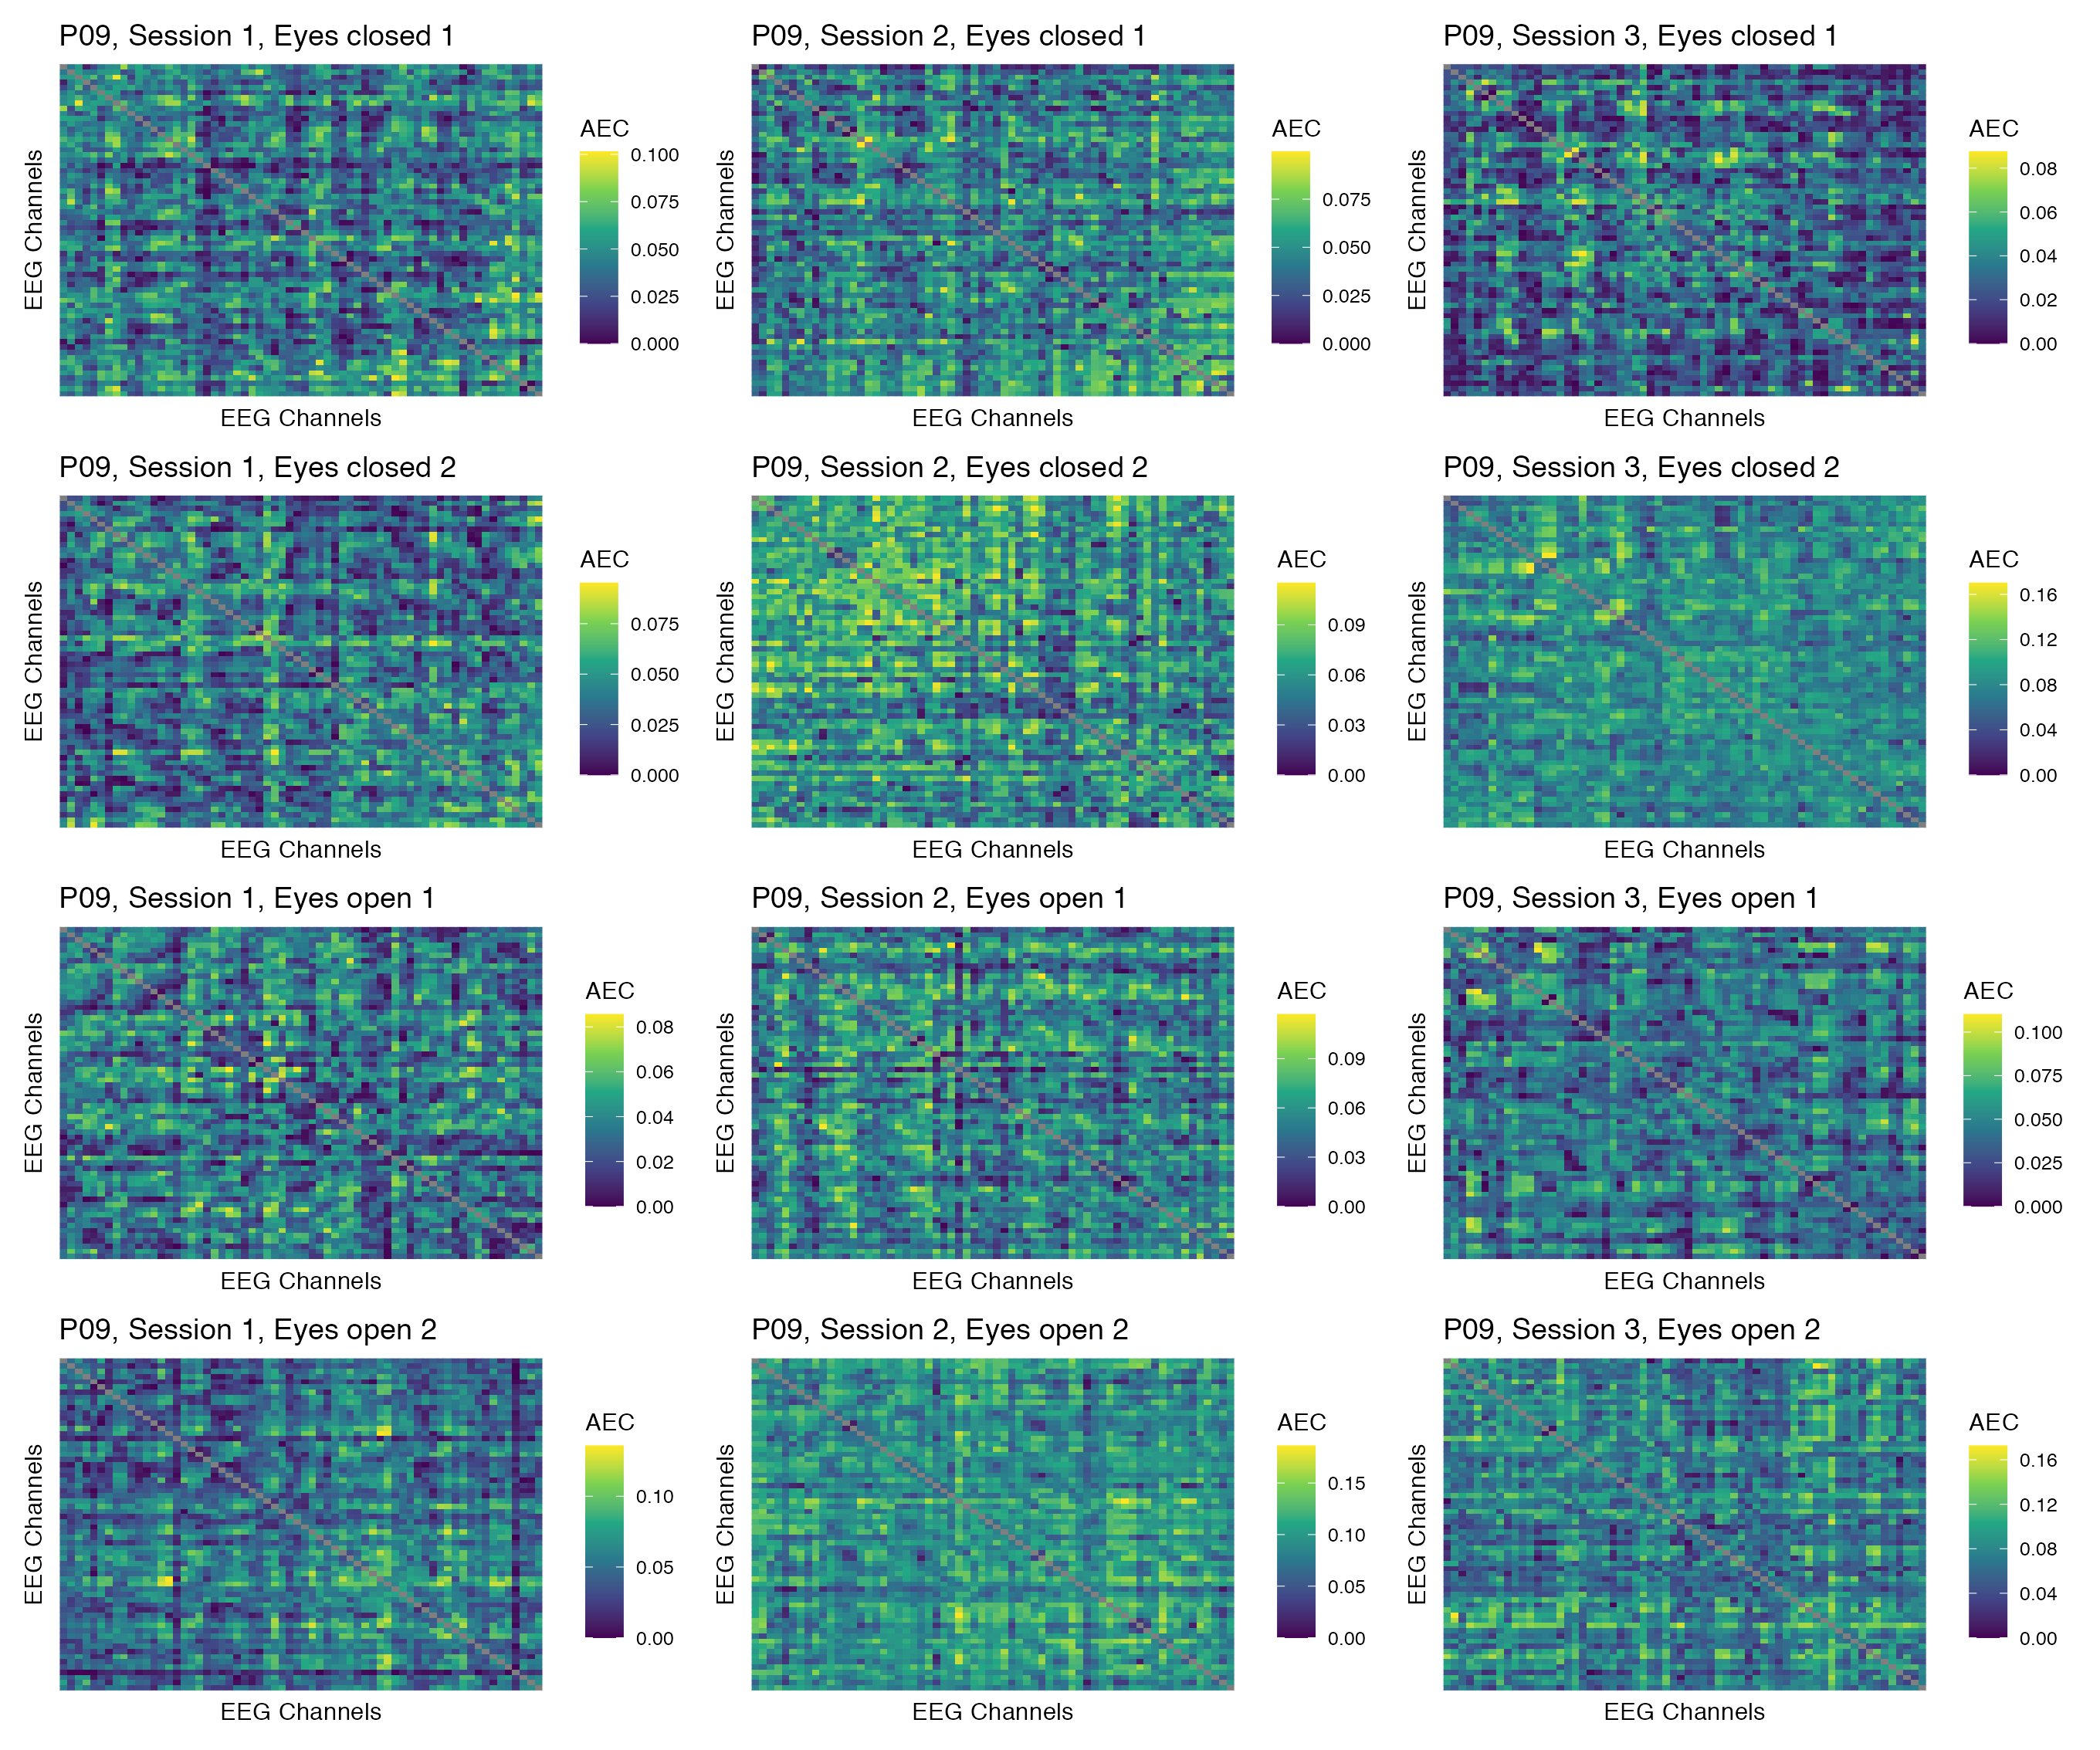 P09, Session 1, Eyes closed 1
EEG Channels
EEG Channels
AEC
0.100
0.075
0.050
0.025
0.000
P09, Session 2, Eyes closed 1
EEG Channels
EEG Channels
AEC
0.075
0.050
0.025
0.000
P09, Session 3, Eyes closed 1
EEG Channels
EEG Channels
AEC
0.08
0.06
0.04
0.02
0.00
P09, Session 1, Eyes closed 2
EEG Channels
EEG Channels
AEC
0.075
0.050
0.025
0.000
P09, Session 2, Eyes closed 2
EEG Channels
EEG Channels
AEC
0.09
0.06
0.03
0.00
P09, Session 3, Eyes closed 2
EEG Channels
EEG Channels
AEC
0.16
0.12
0.08
0.04
0.00
P09, Session 1, Eyes open 1
EEG Channels
EEG Channels
AEC
0.08
0.06
0.04
0.02
0.00
P09, Session 2, Eyes open 1
EEG Channels
EEG Channels
AEC
0.09
0.06
0.03
0.00
P09, Session 3, Eyes open 1
EEG Channels
EEG Channels
AEC
0.100
0.075
0.050
0.025
0.000
P09, Session 1, Eyes open 2
EEG Channels
EEG Channels
AEC
0.10
0.05
0.00
P09, Session 2, Eyes open 2
EEG Channels
EEG Channels
AEC
0.15
0.10
0.05
0.00
P09, Session 3, Eyes open 2
EEG Channels
EEG Channels
AEC
0.16
0.12
0.08
0.04
0.00